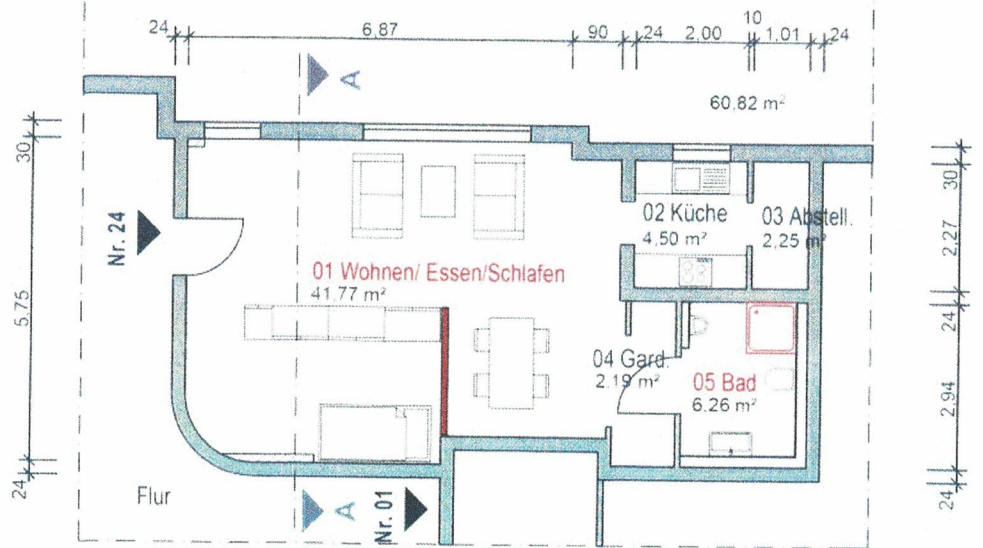 10
24 6,87 90 24 2,00 1,01 24
A
60.82 m²
30
30
02 Küche
4,50 m²
03 Abstell.
2,25 m²
2,27
Nr. 24
01 Wohnen/ Essen/Schlafen
41.77 m²
5,75
24
04 Gard.
2.19 m²
05 Bad
6.26 m²
2,94
24
Flur
A
Nr. 01
24